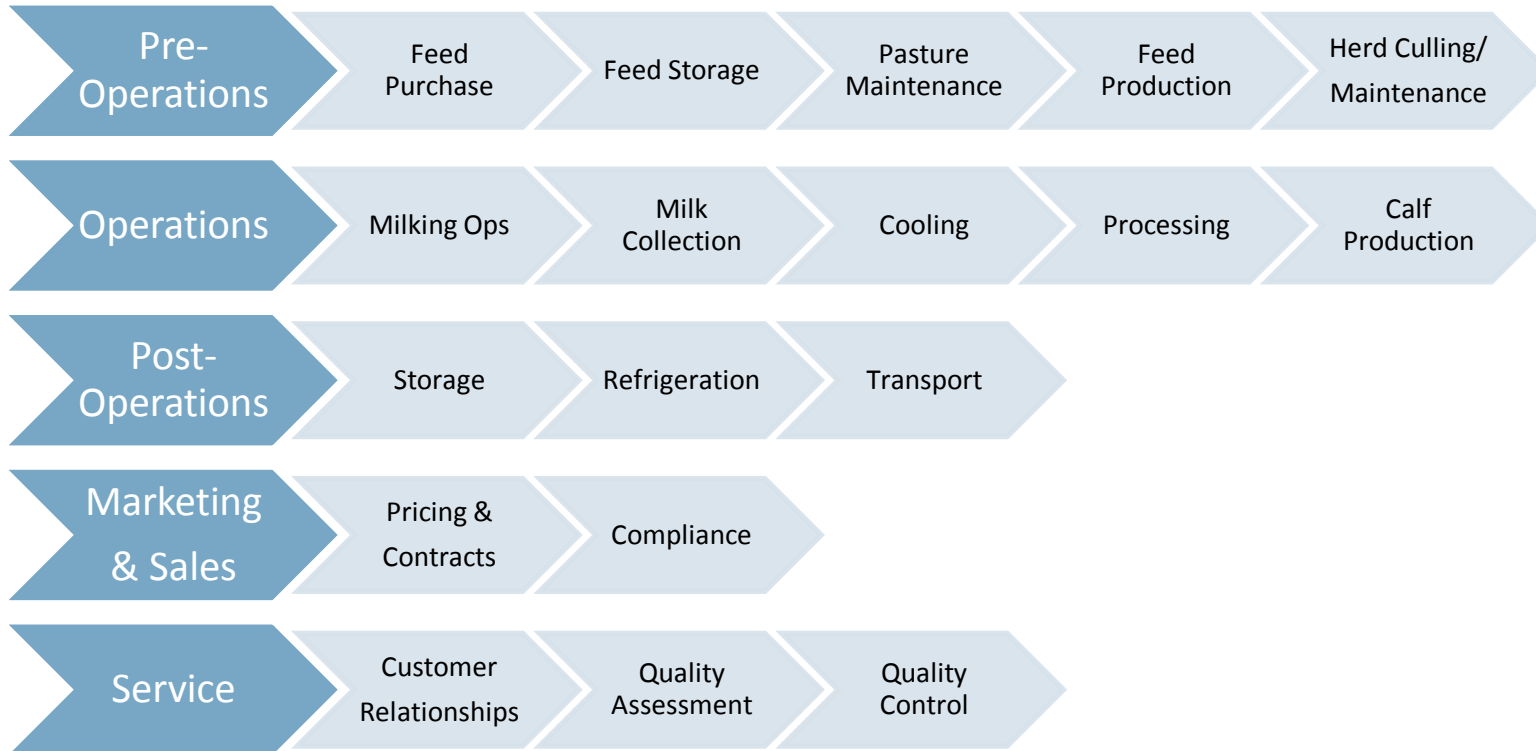 Pre-
Operations
Feed
Purchase
Feed Storage
Pasture
Maintenance
Feed
Production
Herd Culling/
Maintenance
Operations
Milking Ops
Milk
Collection
Cooling
Processing
Calf
Production
Post-
Operations
Storage
Refrigeration
Transport
Marketing
& Sales
Pricing &
Contracts
Compliance
Service
Customer
Relationships
Quality
Assessment
Quality
Control